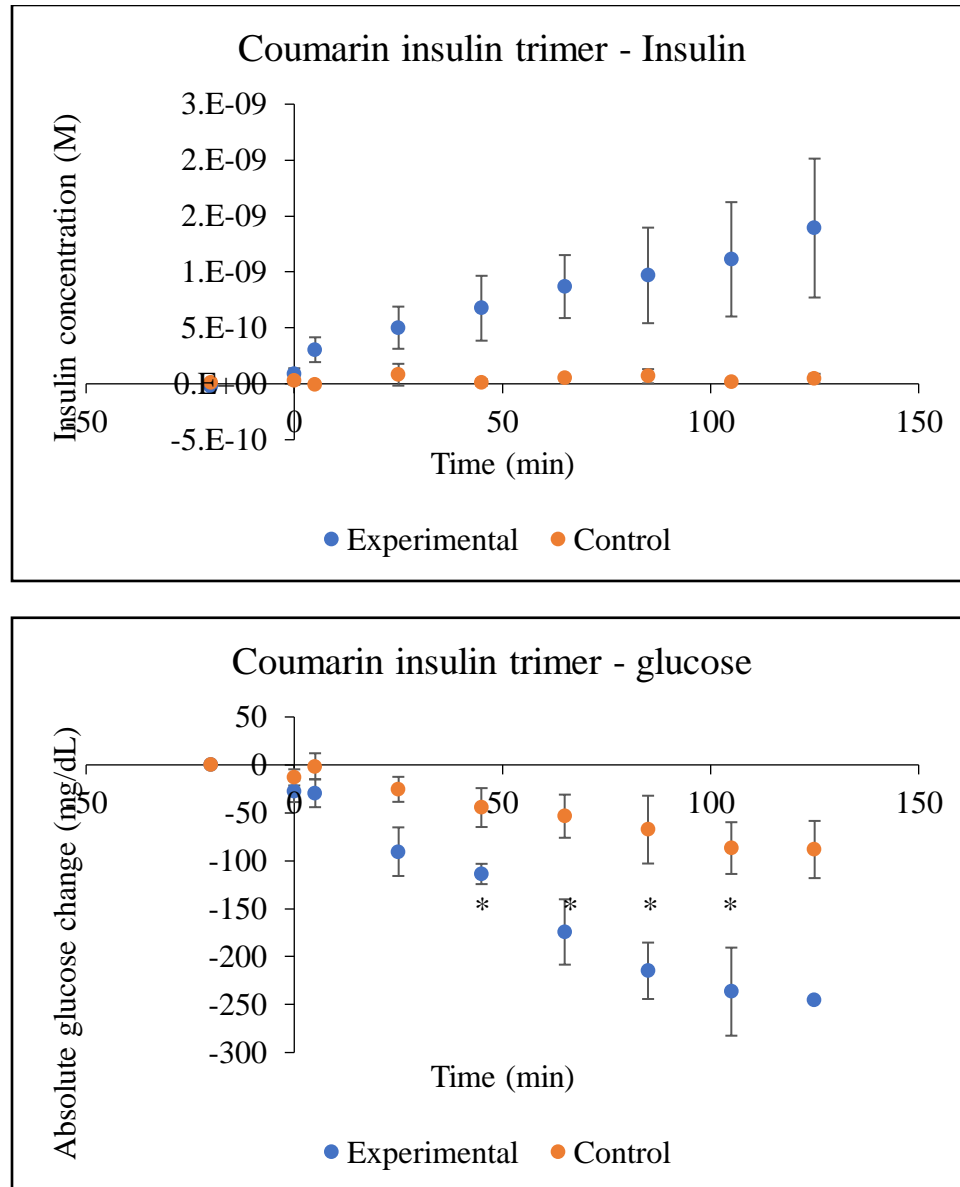 Coumarin insulin trimer - Insulin
Insulin concentration (M)
3.E-09
2.E-09
2.E-09
1.E-09
5.E-10
0.E+00
-5.E-10
50 0 50 100 150
Time (min)
Experimental Control
Coumarin insulin trimer - glucose
Absolute glucose change (mg/dL)
50
0
-50
-100
-150
-200
-250
-300
50 0 50 100 150
* * * *
Time (min)
Experimental Control